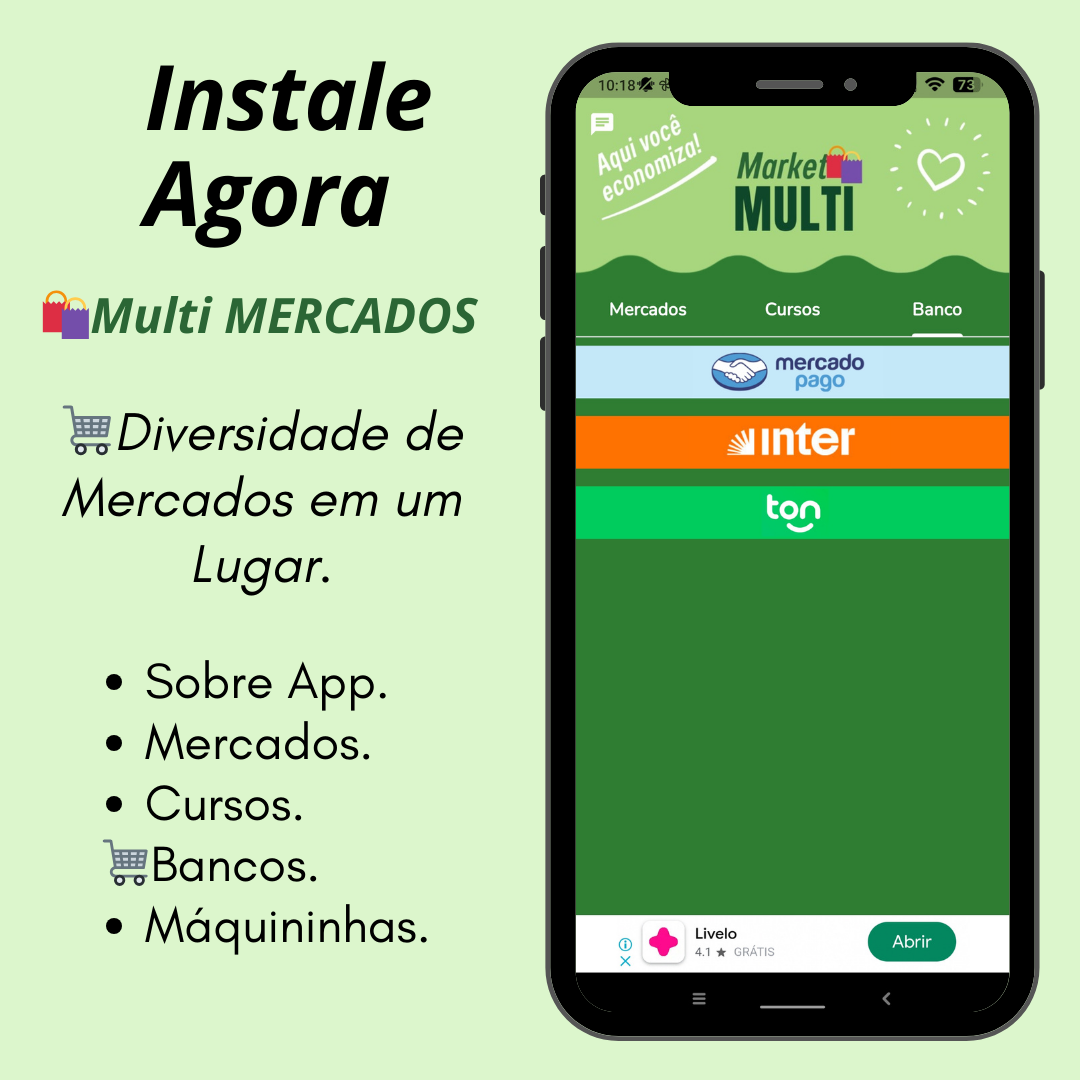 Instale
Agora
🛍️Multi MERCADOS
🛒Diversidade de
Mercados em um
Lugar.
• Sobre App.
• Mercados.
• Cursos.
🛒Bancos.
• Máquininhas.
10:18
73
Aqui você
economiza!
Market
MULTI
Mercados Cursos Banco
mercado
pago
inter
ton
Livelo
4.1 ★ GRÁTIS
Abrir